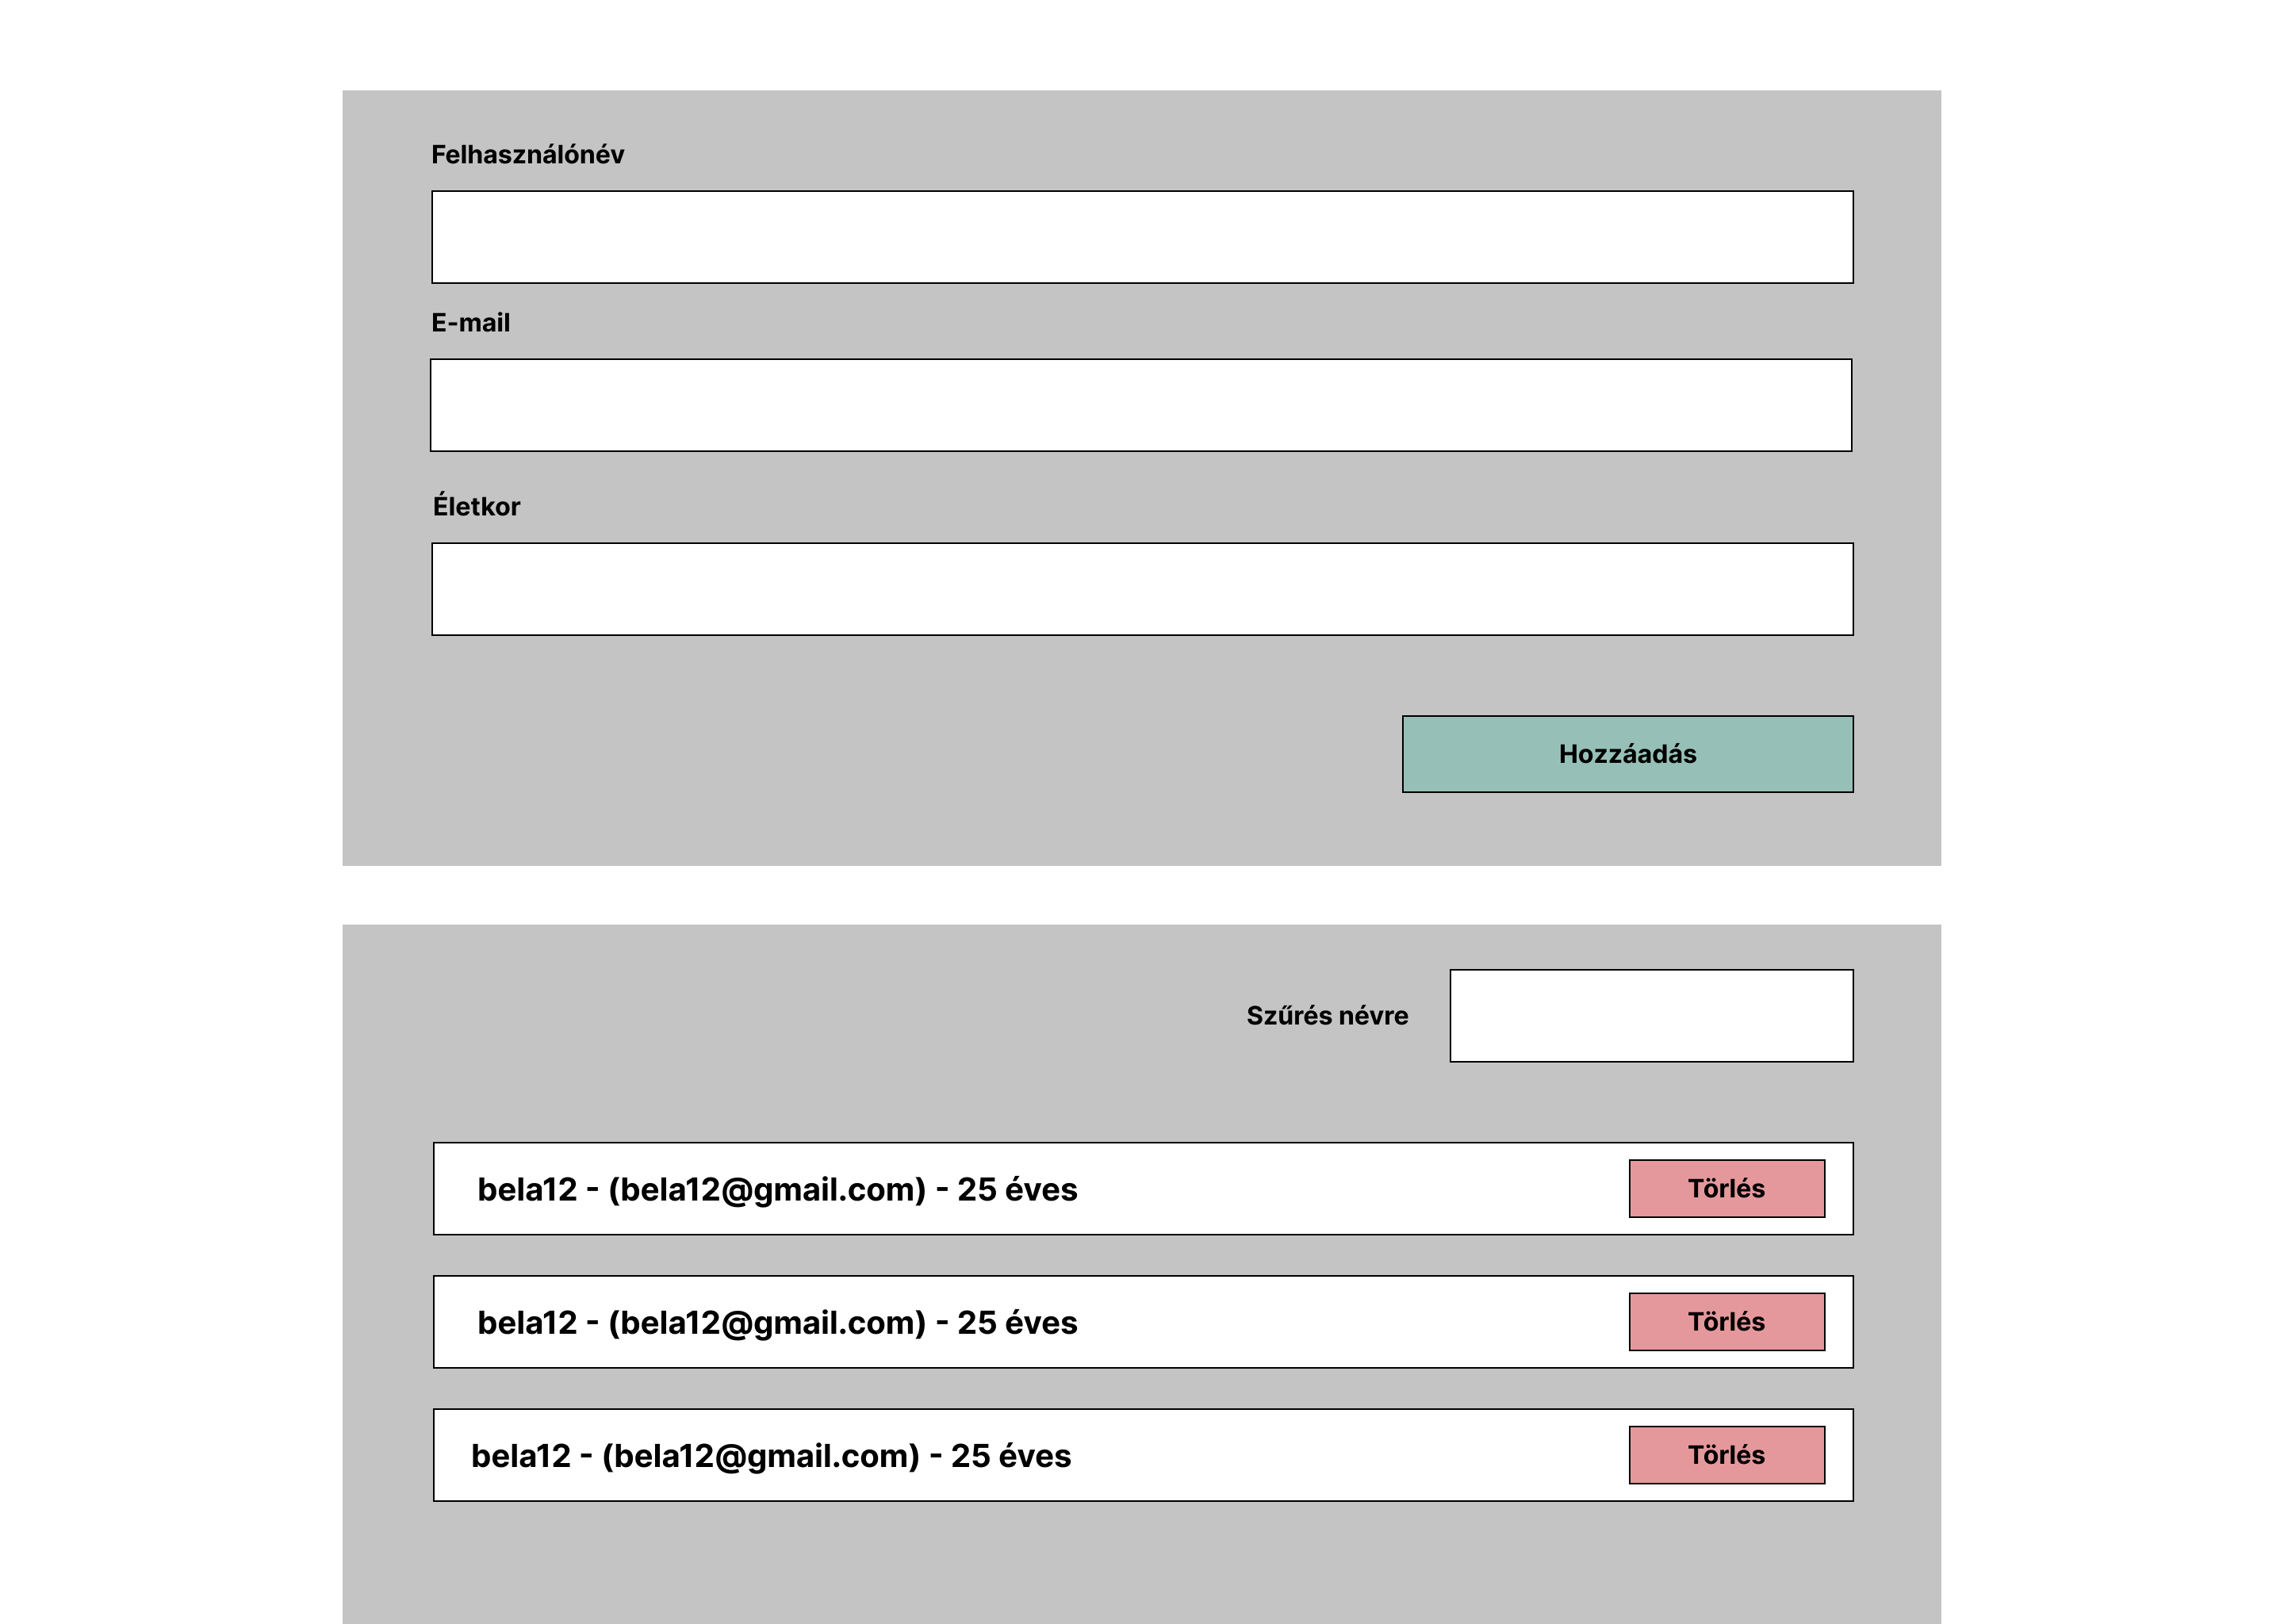 Felhasználónév
E-mail
Életkor
Hozzáadás
Szűrés névre
bela12 - (bela12@gmail.com) - 25 éves
Törlés
bela12 - (bela12@gmail.com) - 25 éves
Törlés
bela12 - (bela12@gmail.com) - 25 éves
Törlés